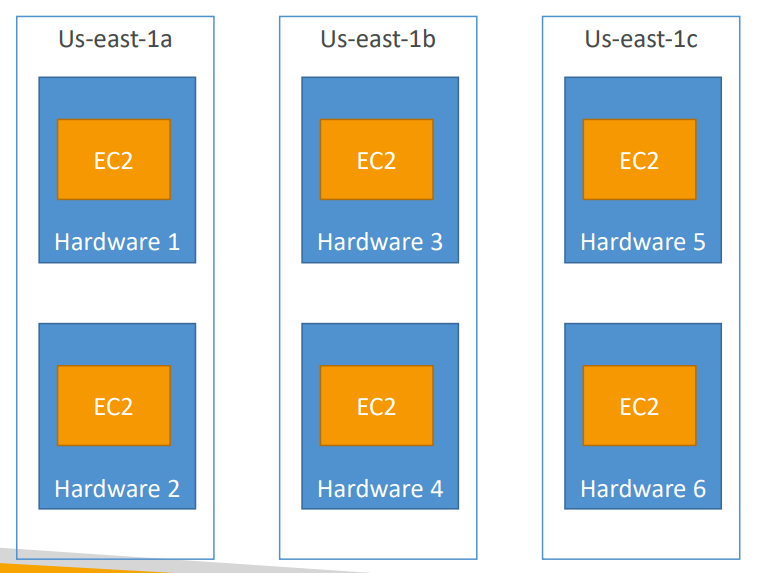 Us-east-1a
Us-east-1b
Us-east-1c
EC2
EC2
EC2
Hardware 1
Hardware 3
Hardware 5
EC2
EC2
EC2
Hardware 2
Hardware 4
Hardware 6